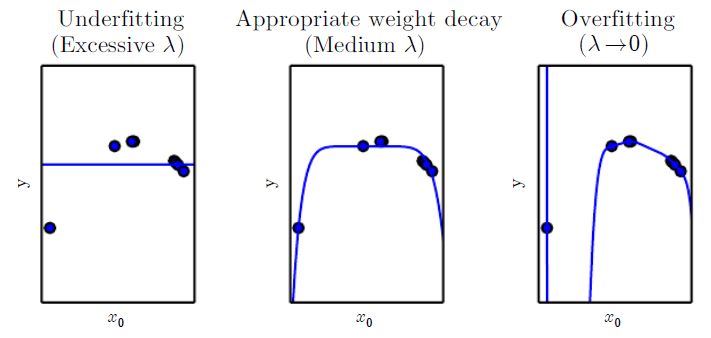 Underfitting
(Excessive λ)
Appropriate weight decay
(Medium λ)
Overfitting
(λ→0)
y
x₀
y
x₀
y
x₀